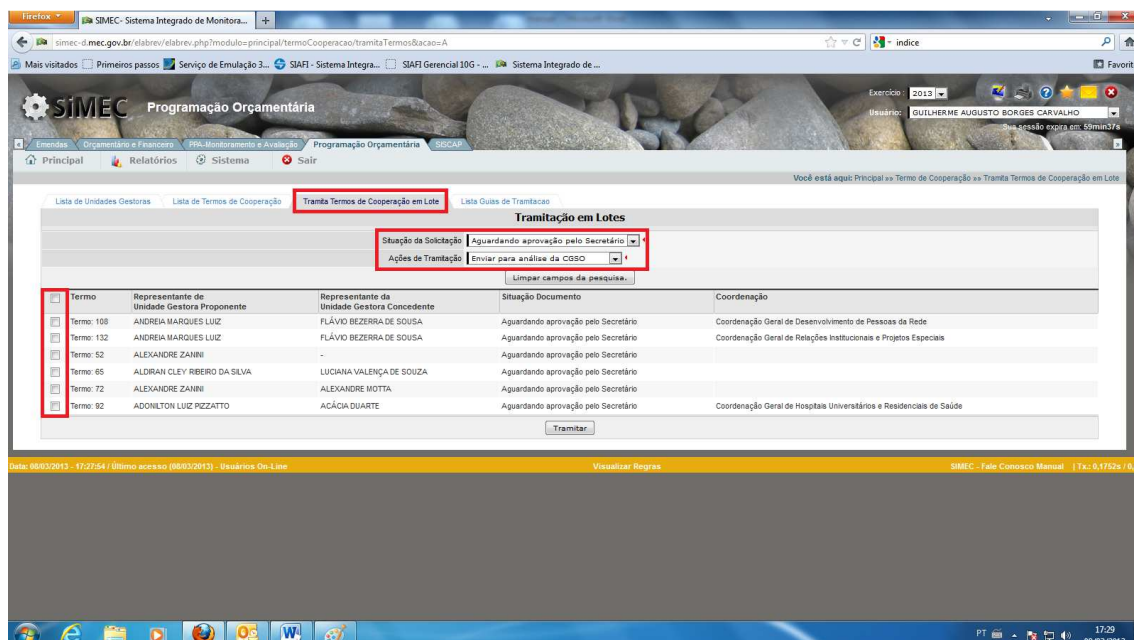 Firefox
SIMEC- Sistema Integrado de Monitora...
simec-d.mec.gov.br/elabrev/elabrev.php?modulo=principal/termoCooperacao/tramitaTermos&acao=A
indice
Mais visitados Primeiros passos Serviço de Emulação 3... SIAFI - Sistema Integra... SIAFI Gerencial 10G - ... Sistema Integrado de ...
Favorit
SiMEC Programação Orçamentária
Exercício: 2013
Usuário: GUILHERME AUGUSTO BORGES CARVALHO
Sua sessão expira em: 59min37s
Emendas Orçamentário e Financeiro PPA-Monitoramento e Avaliação Programação Orçamentária SISCAP
Principal Relatórios Sistema Sair
Você está aqui: Principal »» Termo de Cooperação »» Tramita Termos de Cooperação em Lote
Lista de Unidades Gestoras Lista de Termos de Cooperação Tramita Termos de Cooperação em Lote Lista Guias de Tramitacao
Tramitação em Lotes
Situação da Solicitação Aguardando aprovação pelo Secretário
Ações de Tramitação Enviar para análise da CGSO
Limpar campos da pesquisa.
Termo Representante de Unidade Gestora Proponente Representante da Unidade Gestora Concedente Situação Documento Coordenação
Termo: 108 ANDREIA MARQUES LUIZ FLÁVIO BEZERRA DE SOUSA Aguardando aprovação pelo Secretário Coordenação Geral de Desenvolvimento de Pessoas da Rede
Termo: 132 ANDREIA MARQUES LUIZ FLÁVIO BEZERRA DE SOUSA Aguardando aprovação pelo Secretário Coordenação Geral de Relações Institucionais e Projetos Especiais
Termo: 52 ALEXANDRE ZANINI - Aguardando aprovação pelo Secretário
Termo: 65 ALDIRAN CLEY RIBEIRO DA SILVA LUCIANA VALENÇA DE SOUZA Aguardando aprovação pelo Secretário
Termo: 72 ALEXANDRE ZANINI ALEXANDRE MOTTA Aguardando aprovação pelo Secretário
Termo: 92 ADONILTON LUIZ PIZZATTO ACÁCIA DUARTE Aguardando aprovação pelo Secretário Coordenação Geral de Hospitais Universitários e Residenciais de Saúde
Tramitar
Data: 08/03/2013 - 17:27:54 / Último acesso (08/03/2013) - Usuários On-Line Visualizar Regras SIMEC - Fale Conosco Manual | Tx.: 0,1752s / 0,
PT 17:29